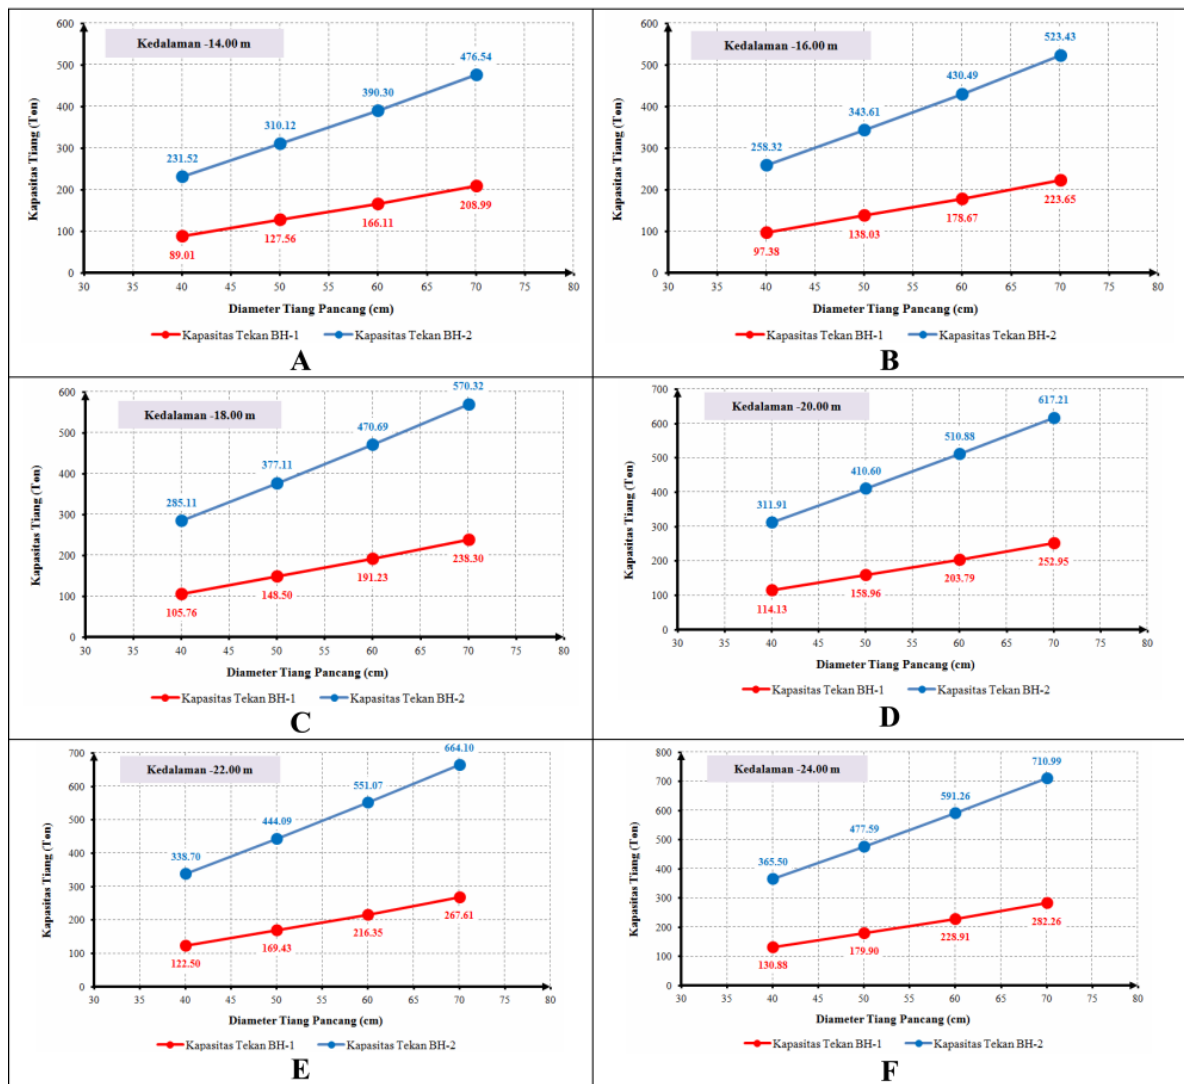 600
Kedalaman -14.00 m
476.54
500
390.30
400
310.12
300
231.52
200
208.99
166.11
100
127.56
89.01
0
30 35 40 45 50 55 60 65 70 75 80
Kapasitas Tiang (Ton)
Diameter Tiang Pancang (cm)
Kapasitas Tekan BH-1 Kapasitas Tekan BH-2
A
600
Kedalaman -16.00 m
523.43
500
430.49
400
343.61
300
258.32
200
223.65
178.67
138.03
100
97.38
0
30 35 40 45 50 55 60 65 70 75 80
Kapasitas Tiang (Ton)
Diameter Tiang Pancang (cm)
Kapasitas Tekan BH-1 Kapasitas Tekan BH-2
B
570.32
600
Kedalaman -18.00 m
500
470.69
400
377.11
300
285.11
200
238.30
191.23
148.50
100
105.76
0
30 35 40 45 50 55 60 65 70 75 80
Kapasitas Tiang (Ton)
Diameter Tiang Pancang (cm)
Kapasitas Tekan BH-1 Kapasitas Tekan BH-2
C
700
Kedalaman -20.00 m
617.21
600
510.88
500
410.60
400
311.91
300
252.95
200
203.79
158.96
114.13
100
0
30 35 40 45 50 55 60 65 70 75 80
Kapasitas Tiang (Ton)
Diameter Tiang Pancang (cm)
Kapasitas Tekan BH-1 Kapasitas Tekan BH-2
D
664.10
700
Kedalaman -22.00 m
600
551.07
500
444.09
400
338.70
300
267.61
200
216.35
169.43
122.50
100
0
30 35 40 45 50 55 60 65 70 75 80
Kapasitas Tiang (Ton)
Diameter Tiang Pancang (cm)
Kapasitas Tekan BH-1 Kapasitas Tekan BH-2
E
800
Kedalaman -24.00 m
710.99
700
600
591.26
500
477.59
400
365.50
300
282.26
200
228.91
179.90
130.88
100
0
30 35 40 45 50 55 60 65 70 75 80
Kapasitas Tiang (Ton)
Diameter Tiang Pancang (cm)
Kapasitas Tekan BH-1 Kapasitas Tekan BH-2
F